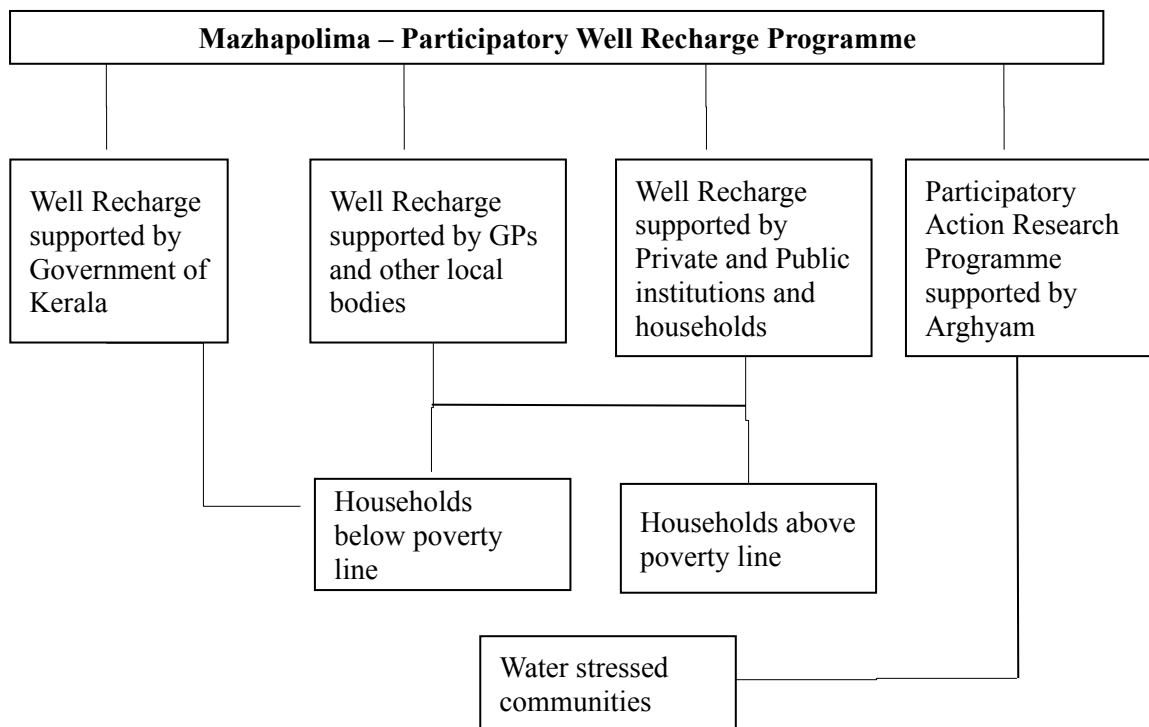 Mazhapolima – Participatory Well Recharge Programme
Well Recharge
supported by
Government of
Kerala
Well Recharge
supported by GPs
and other local
bodies
Well Recharge
supported by
Private and Public
institutions and
households
Participatory
Action Research
Programme
supported by
Arghyam
Households
below poverty
line
Households above
poverty line
Water stressed
communities